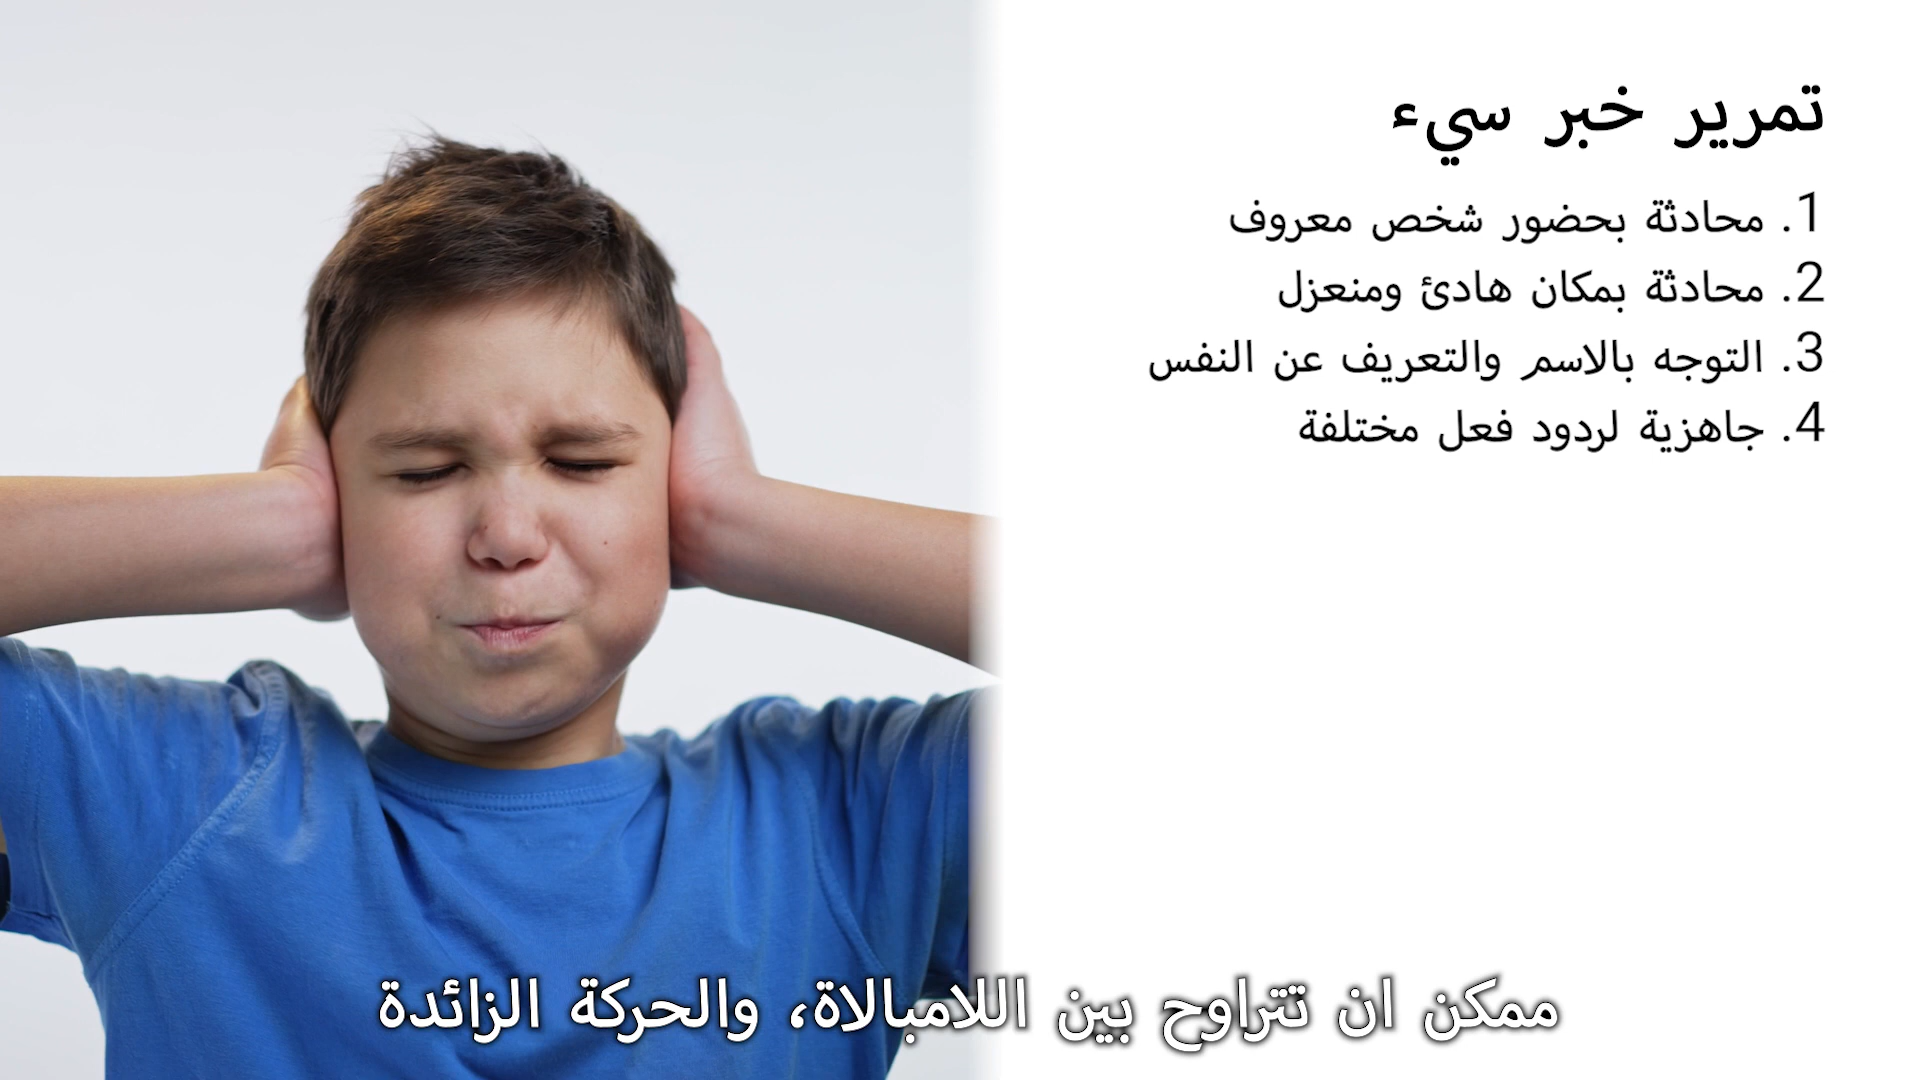 تمرير خبر سيء
1. محادثة بحضور شخص معروف
2. محادثة بمكان هادئ ومنعزل
3. التوجه بالاسم والتعريف عن النفس
4. جاهزية لردود فعل مختلفة
ممكن ان تتراوح بين اللامبالاة، والحركة الزائدة